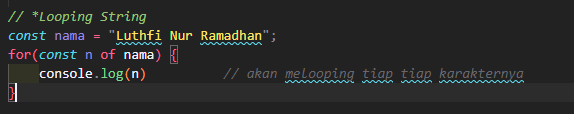 // *Looping String
const nama = "Luthfi Nur Ramadhan";
for(const n of nama) {
    console.log(n)          // akan melooping tiap tiap karakternya
}